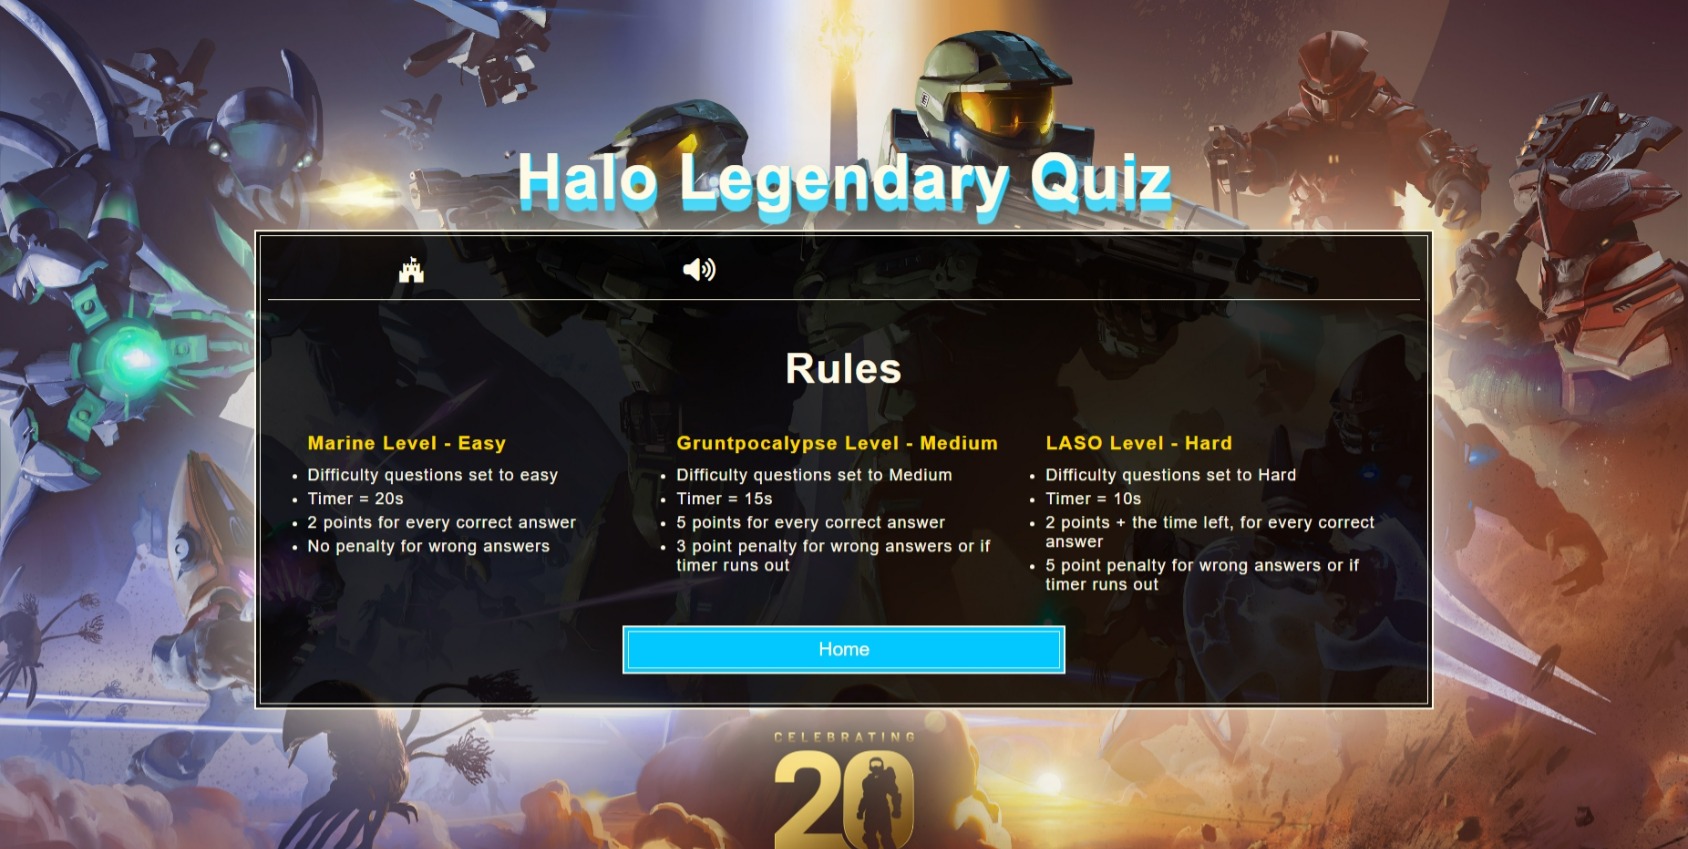 Halo Legendary Quiz
Rules
Marine Level - Easy
Difficulty questions set to easy
Timer = 20s
2 points for every correct answer
No penalty for wrong answers
Gruntpocalypse Level - Medium
Difficulty questions set to Medium
Timer = 15s
5 points for every correct answer
3 point penalty for wrong answers or if
timer runs out
LASO Level - Hard
Difficulty questions set to Hard
Timer = 10s
2 points + the time left, for every correct
answer
5 point penalty for wrong answers or if
timer runs out
Home
CELEBRATING
20